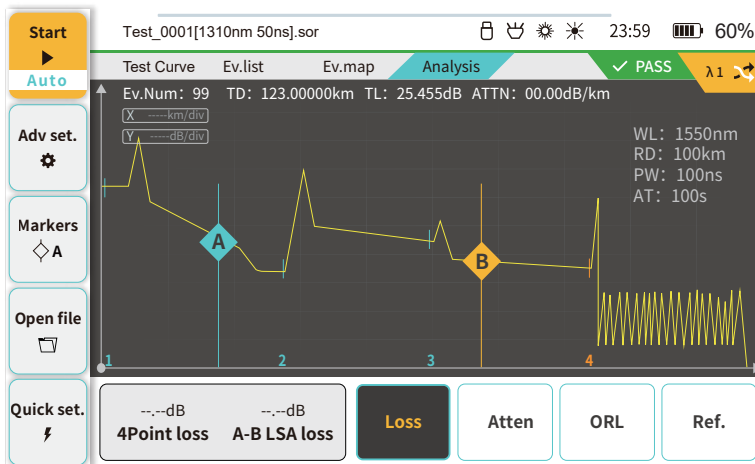 Start
Auto
Adv set.
Markers
A
Open file
Quick set.
Test_0001[1310nm 50ns].sor
23:59
60%
Test Curve
Ev.list
Ev.map
Analysis
PASS
λ1
Ev.Num: 99 TD: 123.00000km TL: 25.455dB ATTN: 00.00dB/km
X -----km/div
Y -----dB/div
WL: 1550nm
RD: 100km
PW: 100ns
AT: 100s
A
B
1 2 3 4
--.--dB --.--dB
4Point loss A-B LSA loss
Loss
Atten
ORL
Ref.